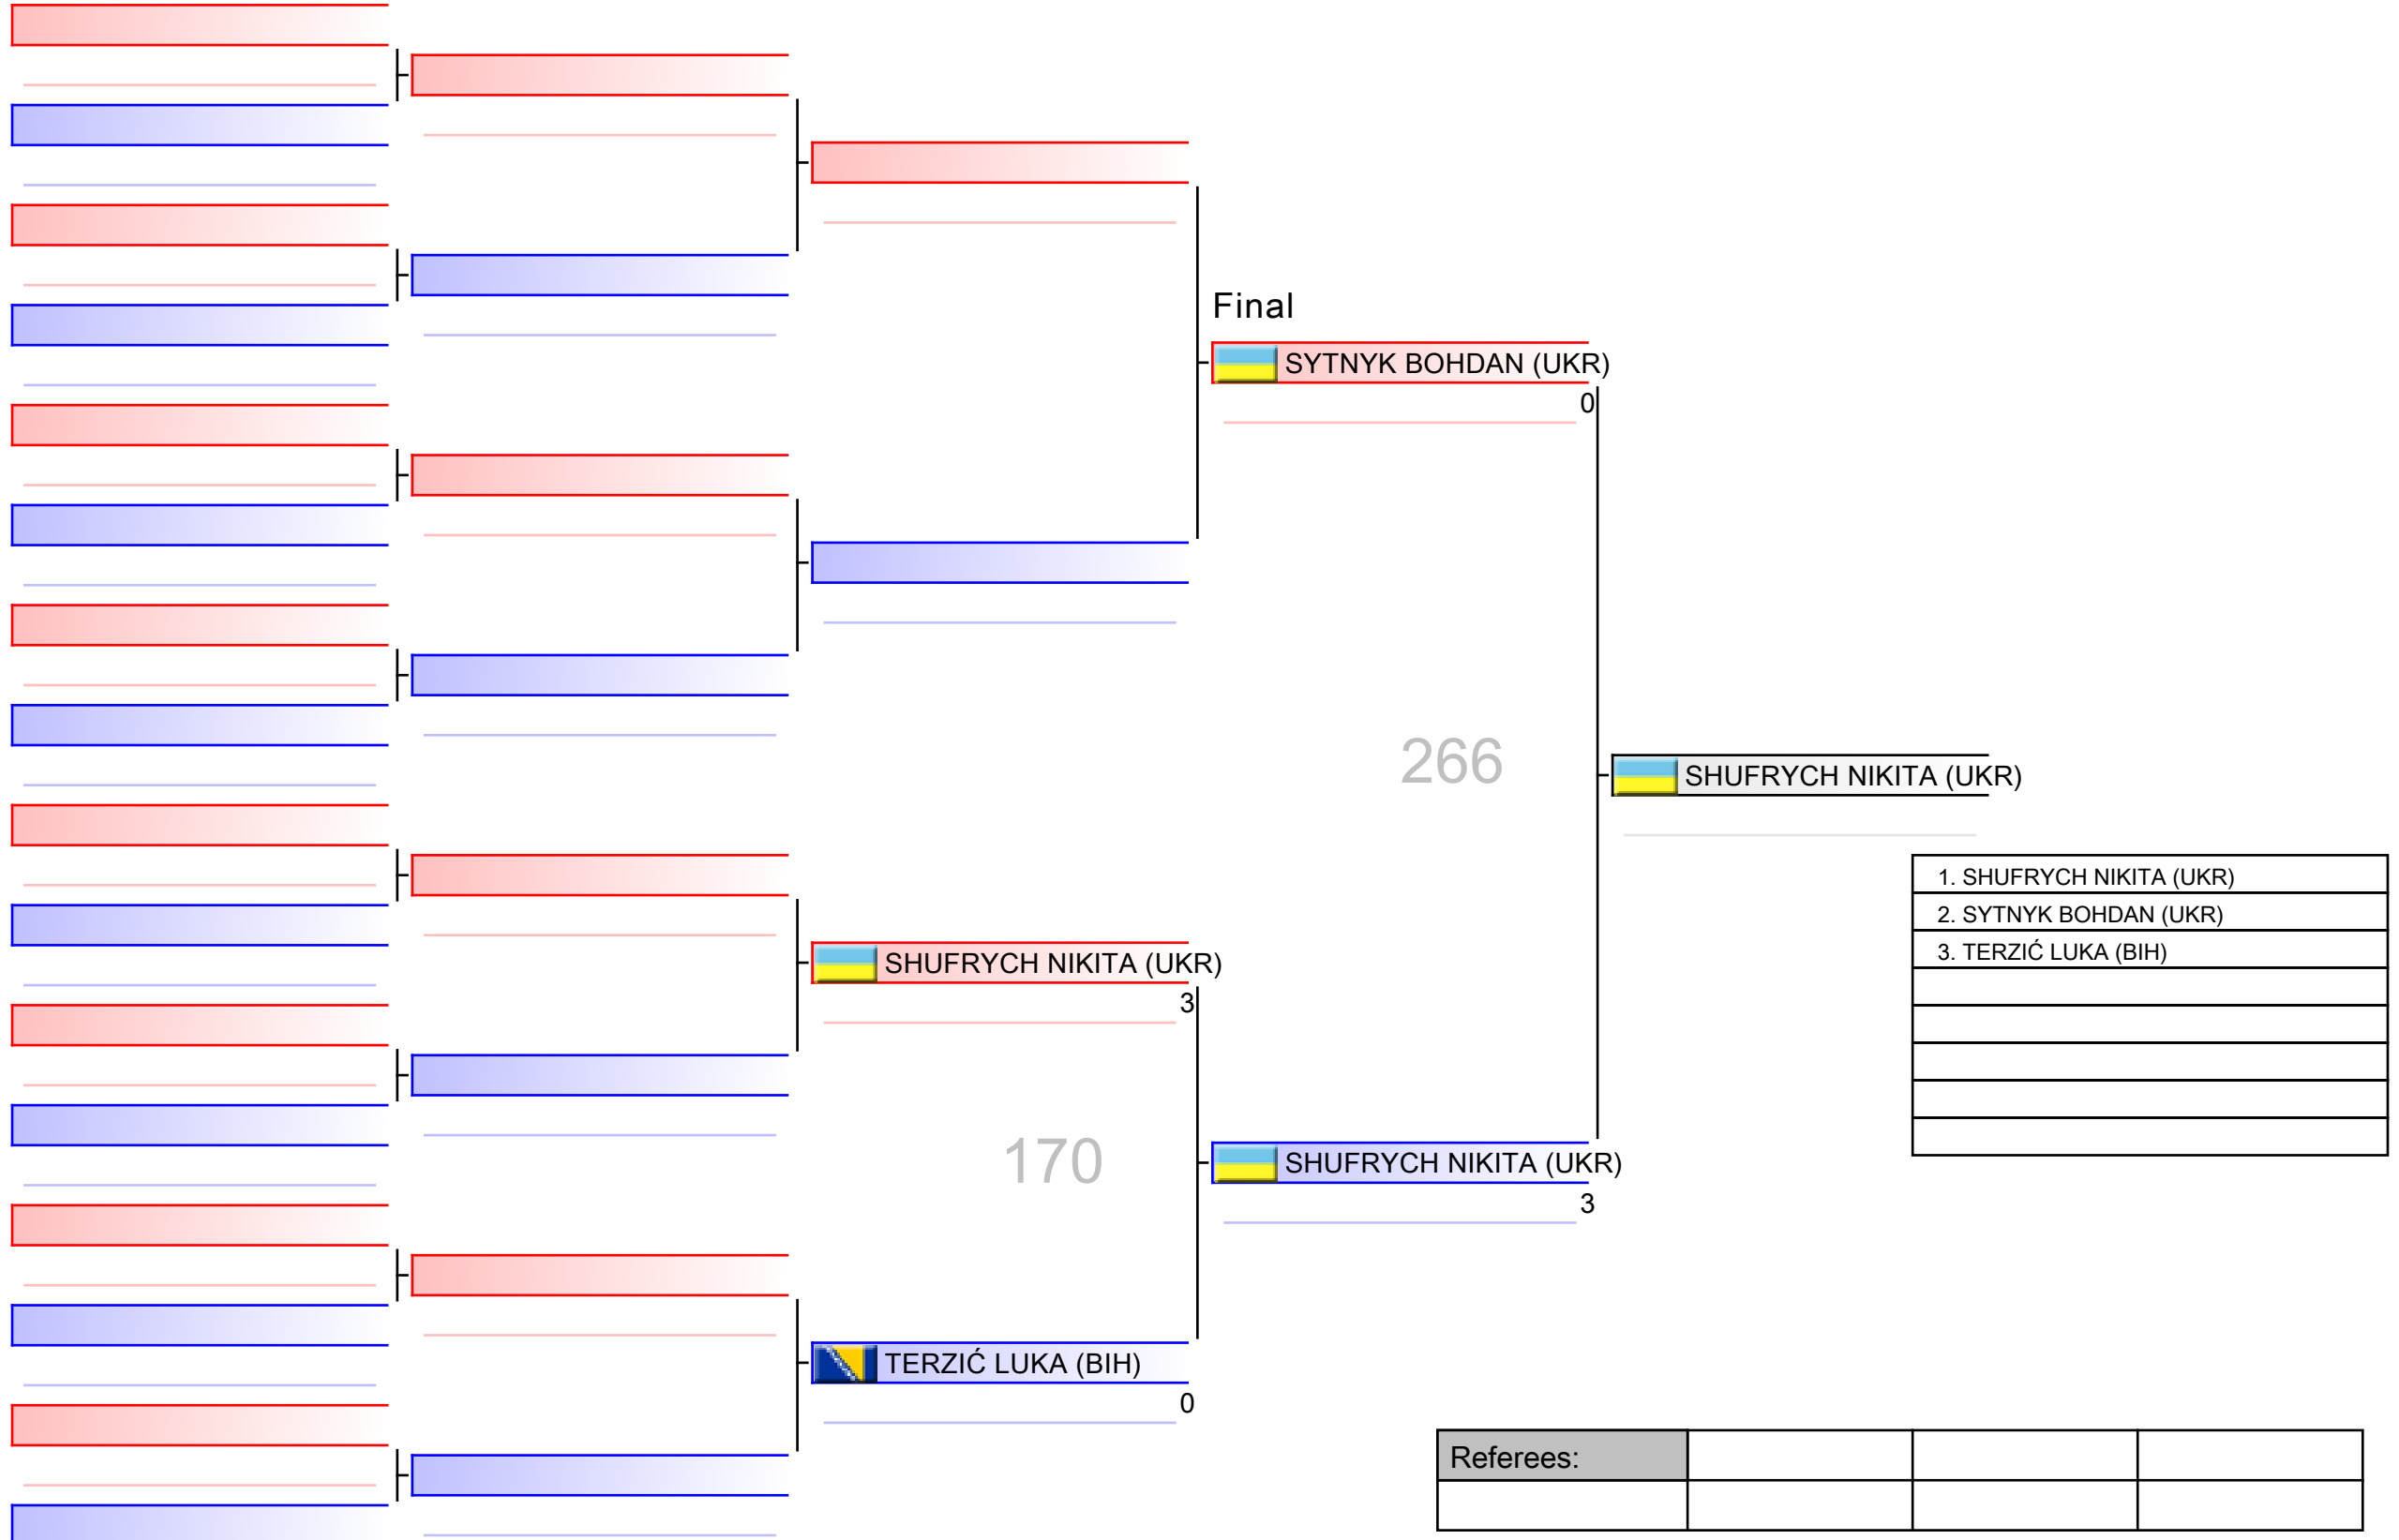 Final
SYTNYK BOHDAN (UKR)
0
266
SHUFRYCH NIKITA (UKR)
1. SHUFRYCH NIKITA (UKR)
2. SYTNYK BOHDAN (UKR)
3. TERZIĆ LUKA (BIH)
SHUFRYCH NIKITA (UKR)
3
170
SHUFRYCH NIKITA (UKR)
3
TERZIĆ LUKA (BIH)
0
Referees: